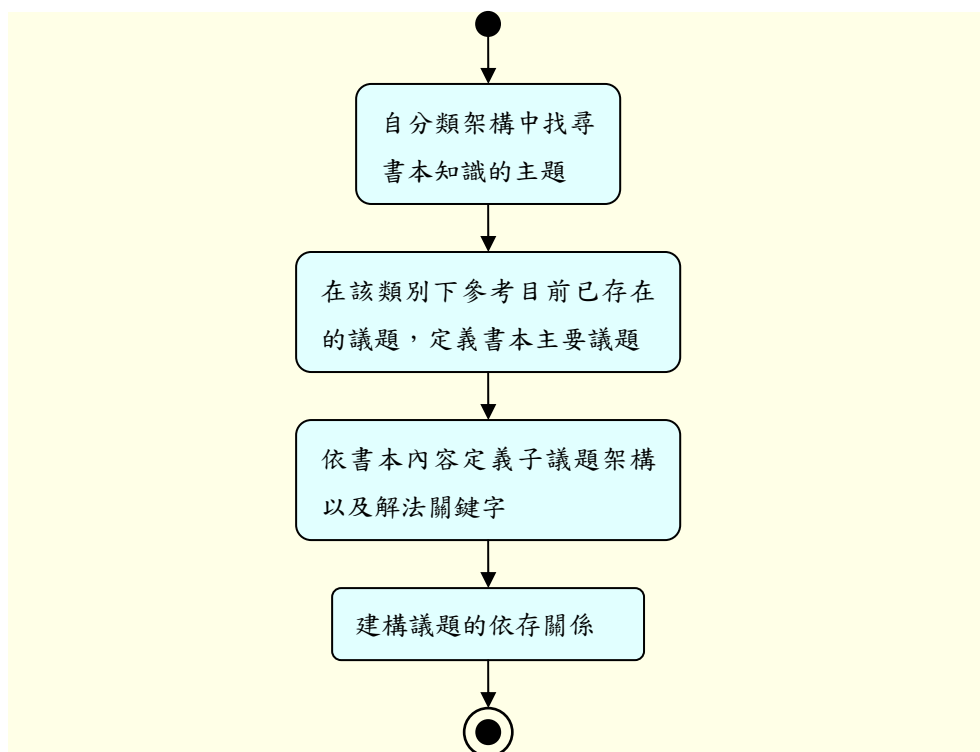 自分類架構中找尋
書本知識的主題
在該類別下參考目前已存在
的議題，定義書本主要議題
依書本內容定義子議題架構
以及解法關鍵字
建構議題的依存關係